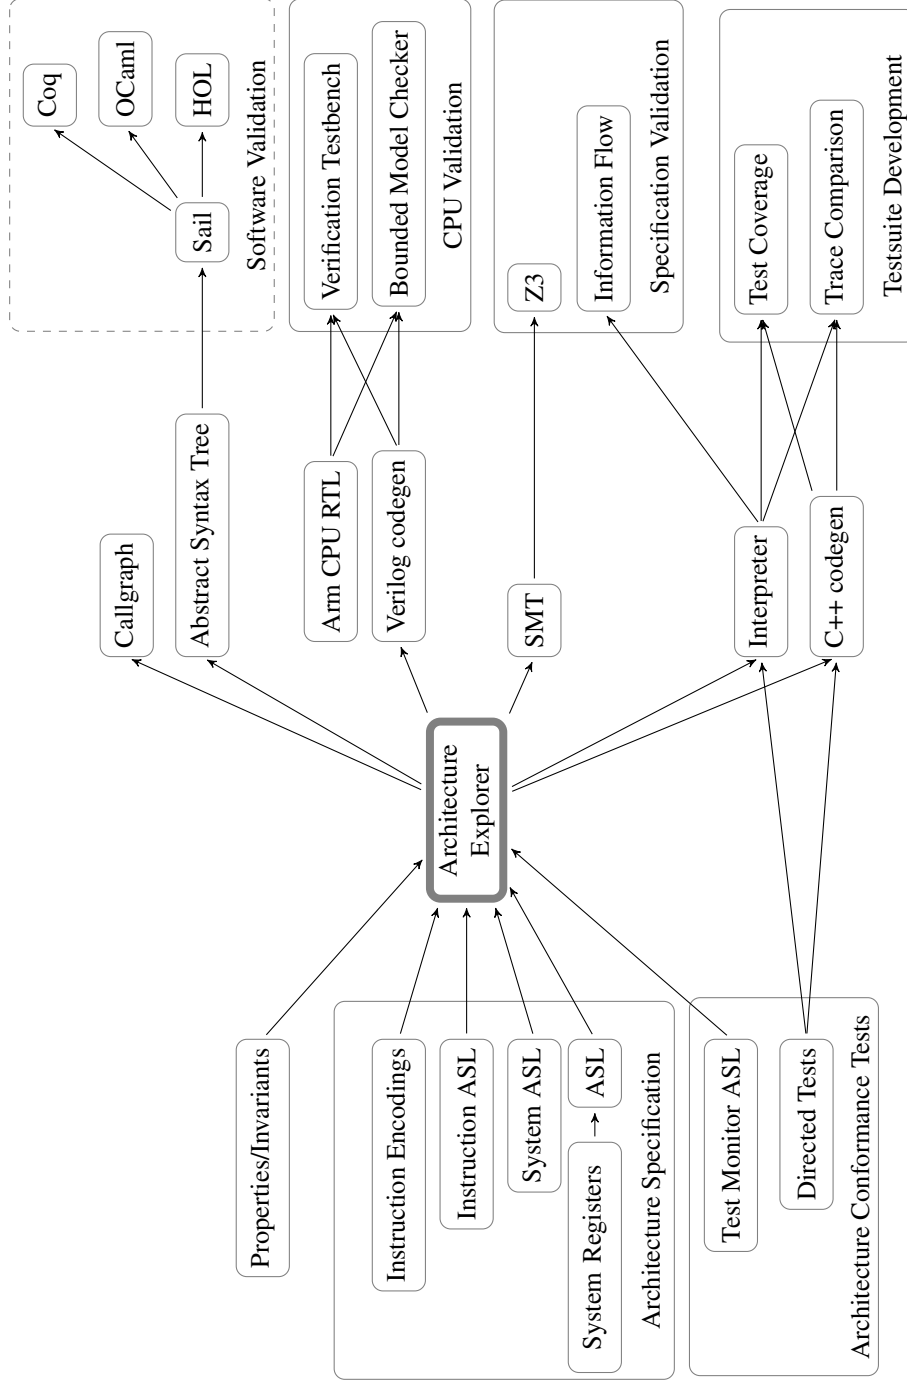 Properties/Invariants
Instruction Encodings
Instruction ASL
System ASL
System Registers
ASL
Architecture Specification
Test Monitor ASL
Directed Tests
Architecture Conformance Tests
Architecture
Explorer
Callgraph
Abstract Syntax Tree
Arm CPU RTL
Verilog codegen
SMT
Interpreter
C++ codegen
Coq
OCaml
Sail
HOL
Software Validation
Verification Testbench
Bounded Model Checker
CPU Validation
Z3
Information Flow
Specification Validation
Test Coverage
Trace Comparison
Testsuite Development